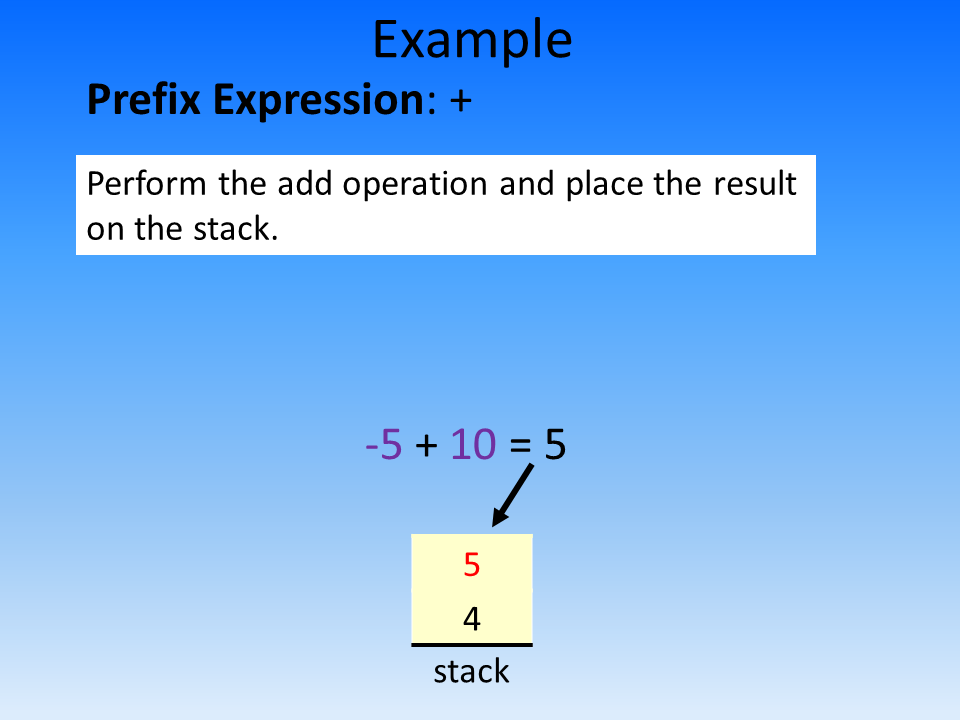 Example
Prefix Expression: +
Perform the add operation and place the result
on the stack.
-5 + 10 = 5
5
4
stack